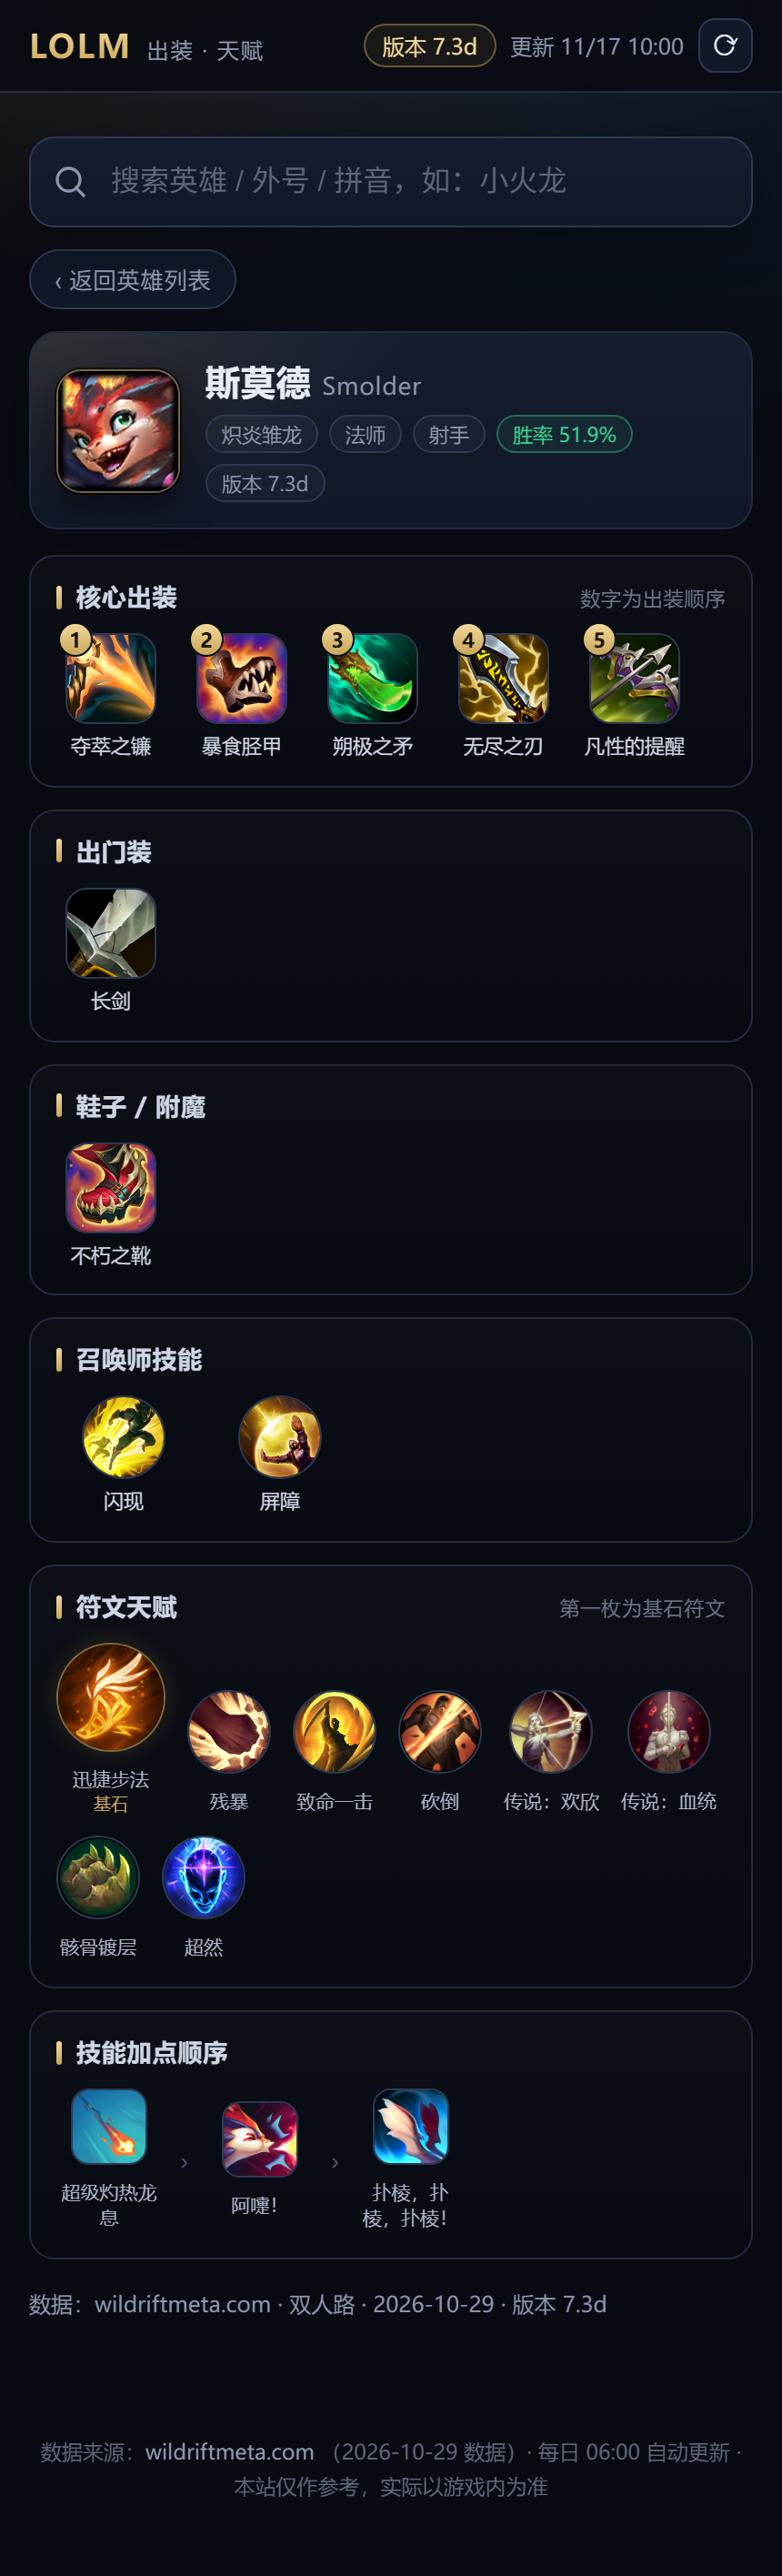 LOLM 出装 · 天赋 版本 7.3d 更新 11/17 10:00
搜索英雄 / 外号 / 拼音，如：小火龙
‹ 返回英雄列表
斯莫德 Smolder
炽炎雏龙 法师 射手 胜率 51.9%
版本 7.3d
核心出装 数字为出装顺序
1 2 3 4 5
夺萃之镰 暴食胫甲 朔极之矛 无尽之刃 凡性的提醒
出门装
长剑
鞋子 / 附魔
不朽之靴
召唤师技能
闪现 屏障
符文天赋 第一枚为基石符文
迅捷步法 残暴 致命一击 砍倒 传说：欢欣 传说：血统
基石
骸骨镀层 超然
技能加点顺序
超级灼热龙息 › 阿嚏！ › 扑棱，扑棱，扑棱！
数据：wildriftmeta.com · 双人路 · 2026-10-29 · 版本 7.3d
数据来源：wildriftmeta.com （2026-10-29 数据）· 每日 06:00 自动更新 ·
本站仅作参考，实际以游戏内为准